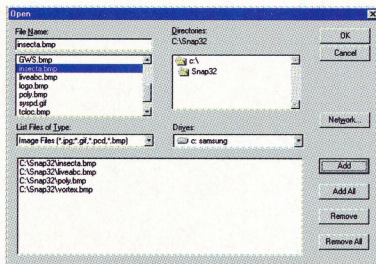 Open
File Name:
insecta.bmp
GWS.bmp
insecta.bmp
liveabc.bmp
logo.bmp
poly.bmp
syspd.gif
tcloc.bmp
List Files of Type:
Image Files (*.jpg;*.gif,*.pcd,*.bmp)
Directories:
C:\Snap32
c:\
Snap32
Drives:
c: samsung
OK
Cancel
Network...
C:\Snap32\insecta.bmp
C:\Snap32\liveabc.bmp
C:\Snap32\poly.bmp
C:\Snap32\vortex.bmp
Add
Add All
Remove
Remove All